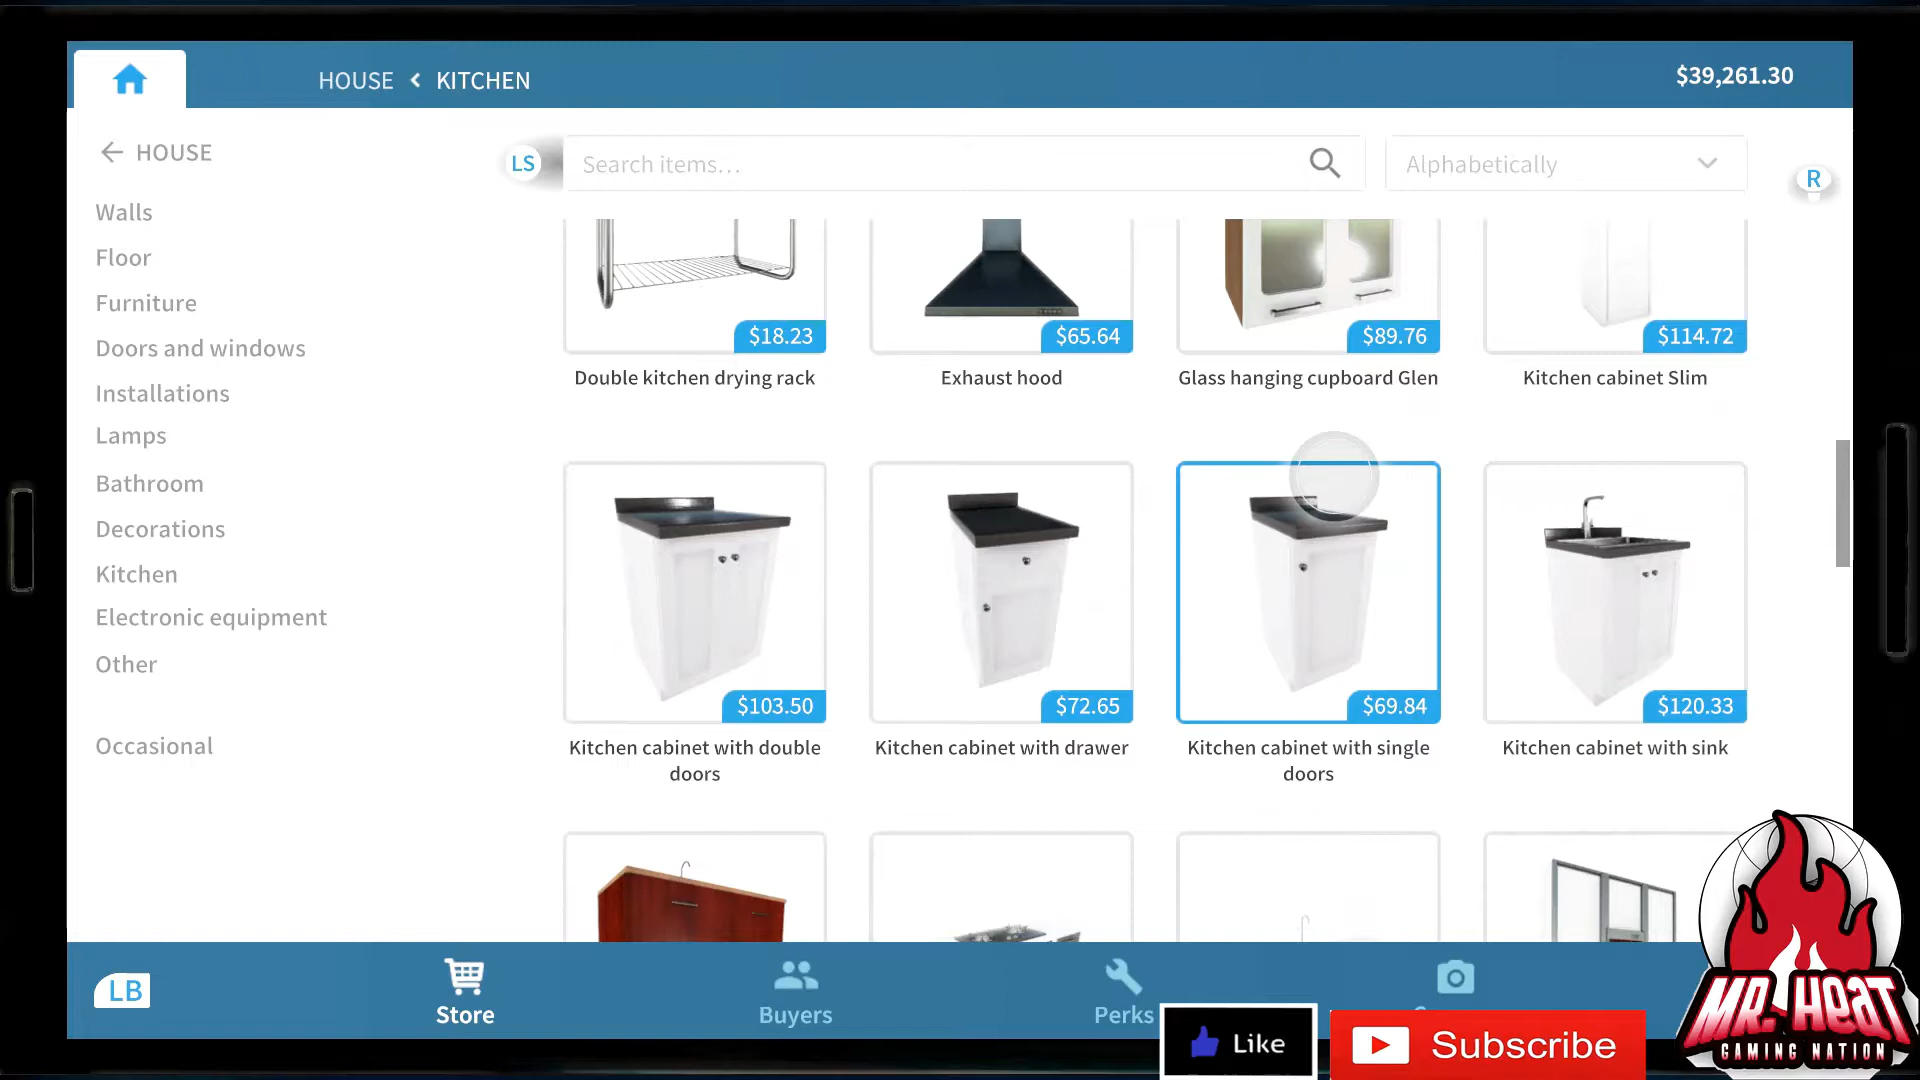 HOUSE < KITCHEN
$39,261.30
HOUSE
LS
Search items...
Alphabetically
R
Walls
Floor
Furniture
Doors and windows
Installations
Lamps
Bathroom
Decorations
Kitchen
Electronic equipment
Other
Occasional
$18.23
$65.64
$89.76
$114.72
Double kitchen drying rack
Exhaust hood
Glass hanging cupboard Glen
Kitchen cabinet Slim
$103.50
$72.65
$69.84
$120.33
Kitchen cabinet with double
doors
Kitchen cabinet with drawer
Kitchen cabinet with single
doors
Kitchen cabinet with sink
LB
Store
Buyers
Perks
Like
Subscribe
MR. HEAT
GAMING NATION